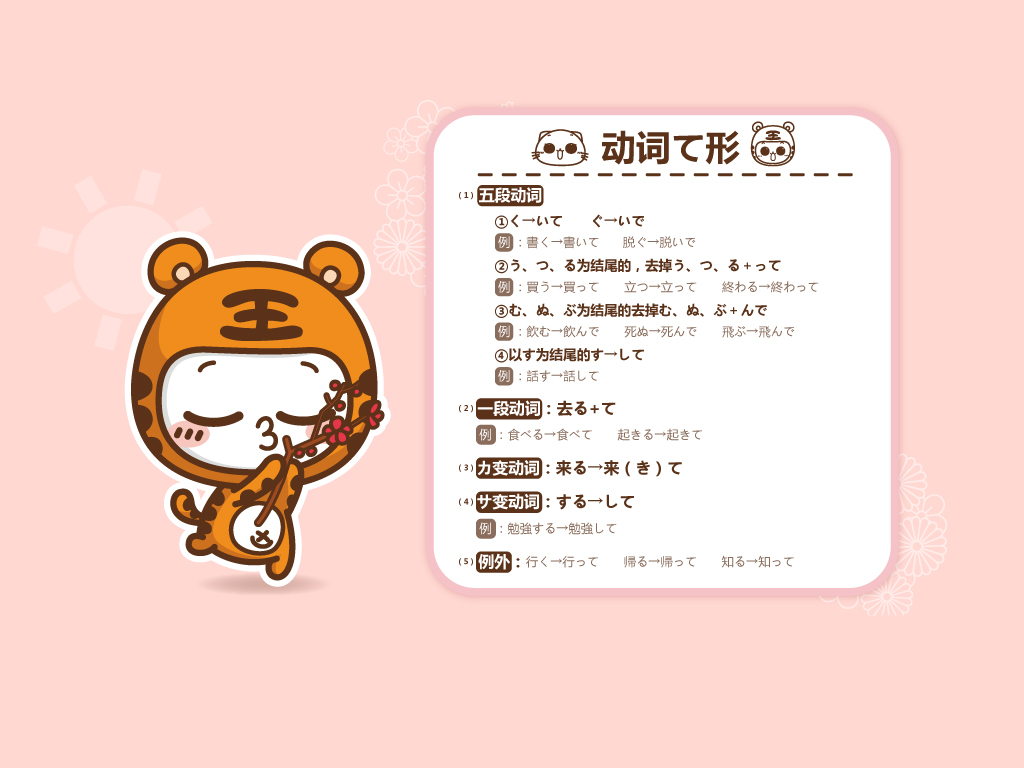 动词て形
（1）五段动词
①く→いて　ぐ→いで
例：書く→書いて　脱ぐ→脱いで
②う、つ、る为结尾的，去掉う、つ、る+って
例：買う→買って　立つ→立って　終わる→終わって
③む、ぬ、ぶ为结尾的去掉む、ぬ、ぶ+んで
例：飲む→飲んで　死ぬ→死んで　飛ぶ→飛んで
④以す为结尾的す→して
例：話す→話して
（2）一段动词：去る+て
例：食べる→食べて　起きる→起きて
（3）カ变动词：来る→来（き）て
（4）サ变动词：する→して
例：勉強する→勉強して
（5）例外：行く→行って　帰る→帰って　知る→知って
王